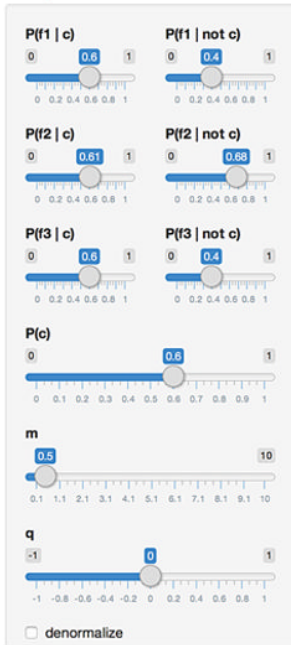 P(f1 | c) P(f1 | not c)
0 0.6 1 0 0.4 1
0 0.2 0.4 0.6 0.8 1 0 0.2 0.4 0.6 0.8 1
P(f2 | c) P(f2 | not c)
0 0.61 1 0 0.68 1
0 0.2 0.4 0.6 0.8 1 0 0.2 0.4 0.6 0.8 1
P(f3 | c) P(f3 | not c)
0 0.6 1 0 0.4 1
0 0.2 0.4 0.6 0.8 1 0 0.2 0.4 0.6 0.8 1
P(c)
0 0.6 1
0 0.1 0.2 0.3 0.4 0.5 0.6 0.7 0.8 0.9 1
m
0.5 10
0.1 1.1 2.1 3.1 4.1 5.1 6.1 7.1 8.1 9.1 10
q
-1 0 1
-1 -0.8 -0.6 -0.4 -0.2 0 0.2 0.4 0.6 0.8 1
denormalize